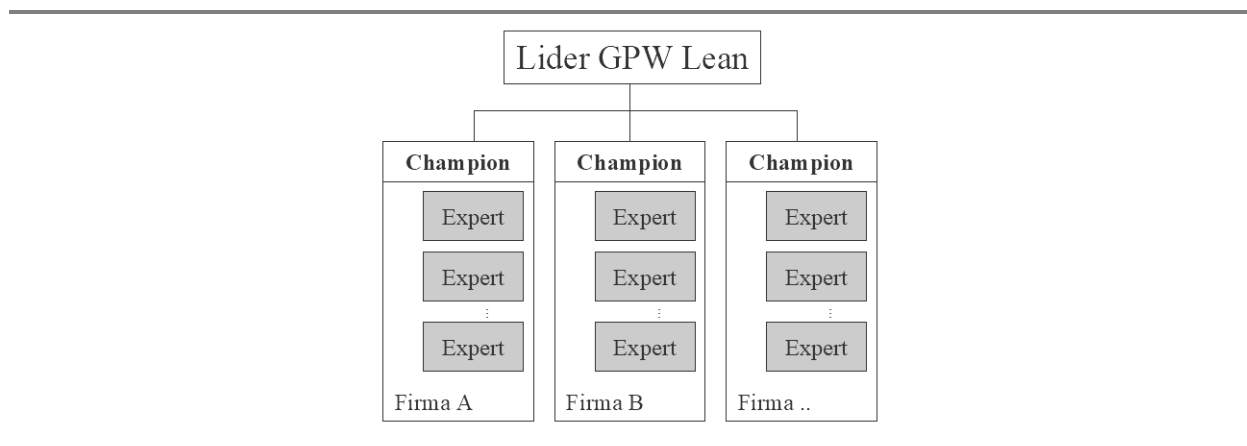 Lider GPW Lean
Champion Champion Champion
Expert Expert Expert
Expert Expert Expert
⋮ ⋮ ⋮
Expert Expert Expert
Firma A Firma B Firma ..